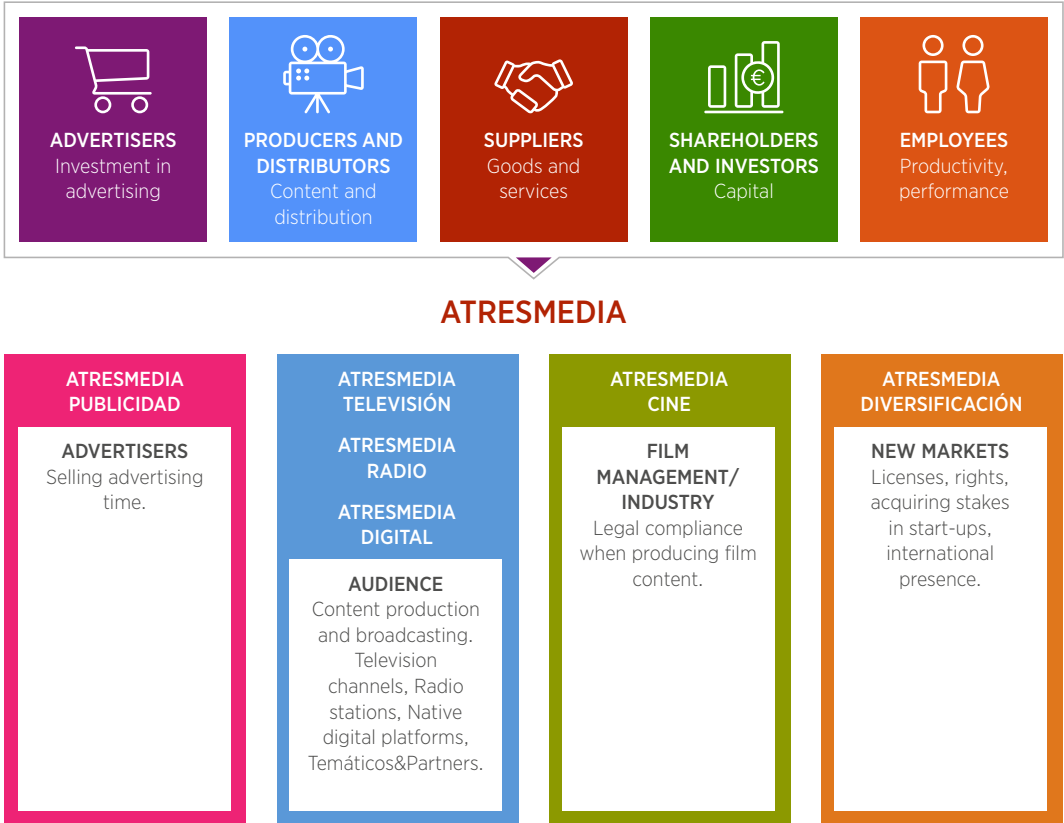 ADVERTISERS
Investment in
advertising
PRODUCERS AND
DISTRIBUTORS
Content and
distribution
SUPPLIERS
Goods and
services
€
SHAREHOLDERS
AND INVESTORS
Capital
EMPLOYEES
Productivity,
performance
ATRESMEDIA
ATRESMEDIA
PUBLICIDAD
ADVERTISERS
Selling advertising
time.
ATRESMEDIA
TELEVISIÓN
ATRESMEDIA
RADIO
ATRESMEDIA
DIGITAL
AUDIENCE
Content production
and broadcasting.
Television
channels, Radio
stations, Native
digital platforms,
Temáticos&Partners.
ATRESMEDIA
CINE
FILM
MANAGEMENT/
INDUSTRY
Legal compliance
when producing film
content.
ATRESMEDIA
DIVERSIFICACIÓN
NEW MARKETS
Licenses, rights,
acquiring stakes
in start-ups,
international
presence.